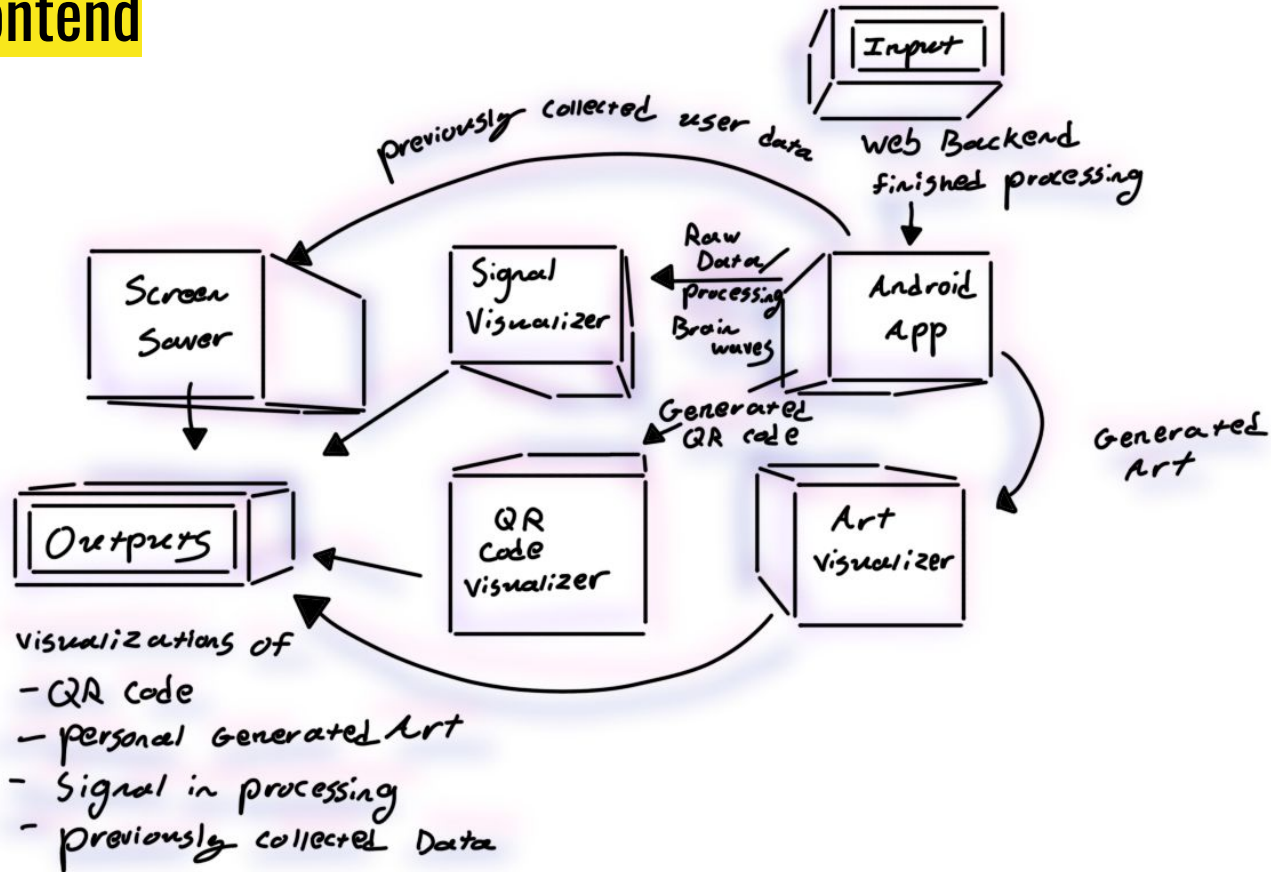 ontend
Input
Web Backend
finished processing
previously collected user data
Screen
Saver
Signal
Visualizer
Raw
Data/
processing
Brain
waves
Android
App
Generated
QR code
Generated
Art
Outputs
QR
Code
Visualizer
Art
Visualizer
Visualizations of
- QR Code
- personal Generated Art
- Signal in processing
- previously collected Data